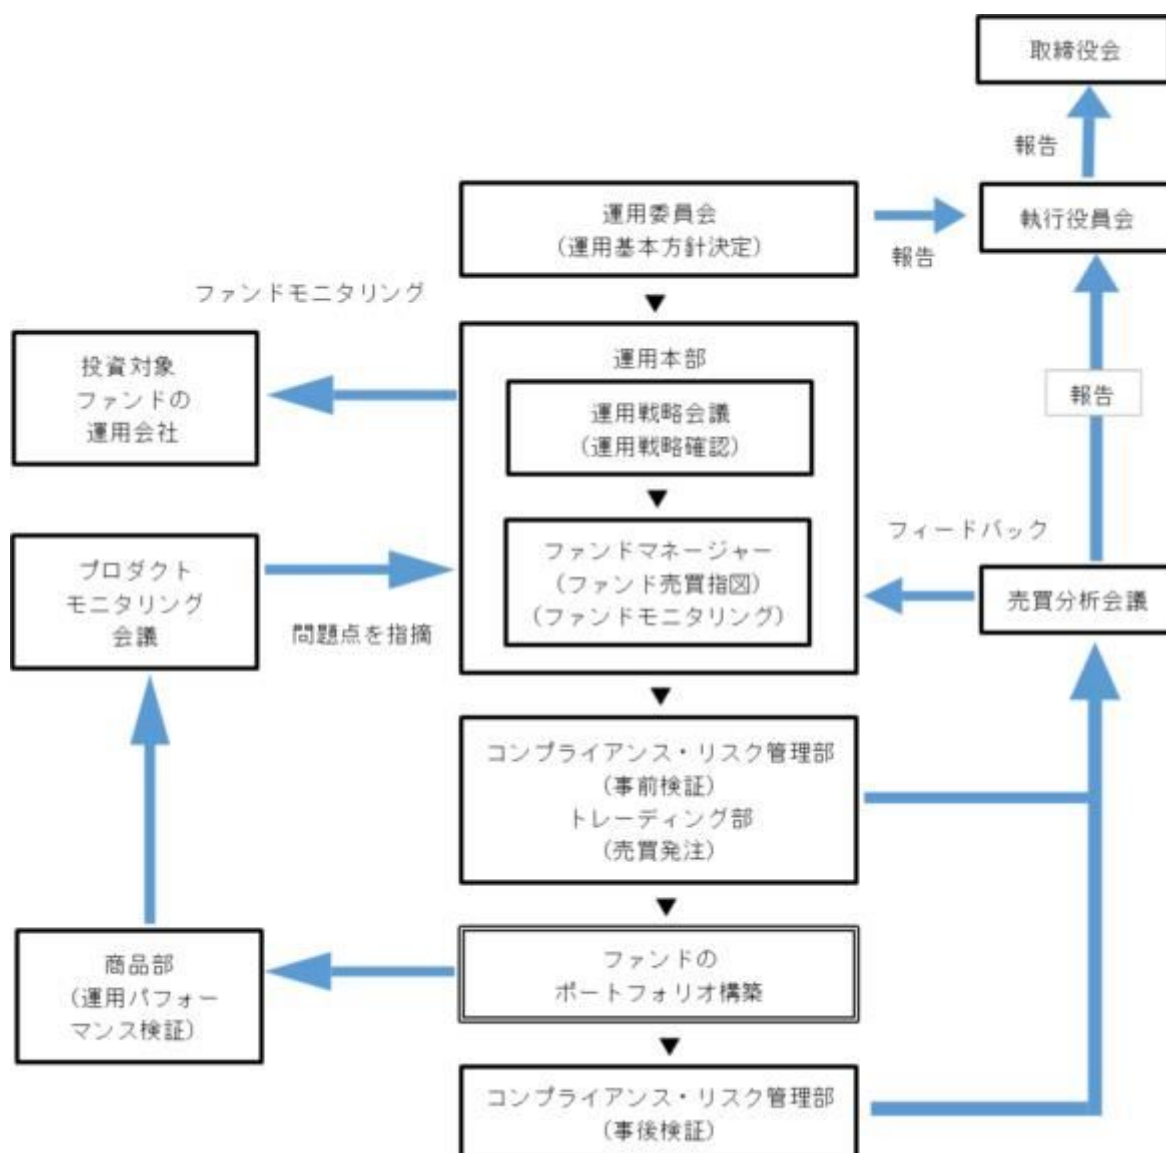 取締役会
報告
運用委員会
(運用基本方針決定)
報告
執行役員会
ファンドモニタリング
投資対象
ファンドの
運用会社
運用本部
運用戦略会議
(運用戦略確認)
報告
プロダクト
モニタリング
会議
問題点を指摘
ファンドマネージャー
(ファンド売買指図)
(ファンドモニタリング)
フィードバック
売買分析会議
コンプライアンス・リスク管理部
(事前検証)
トレーディング部
(売買発注)
商品部
(運用パフォー
マンス検証)
ファンドの
ポートフォリオ構築
コンプライアンス・リスク管理部
(事後検証)